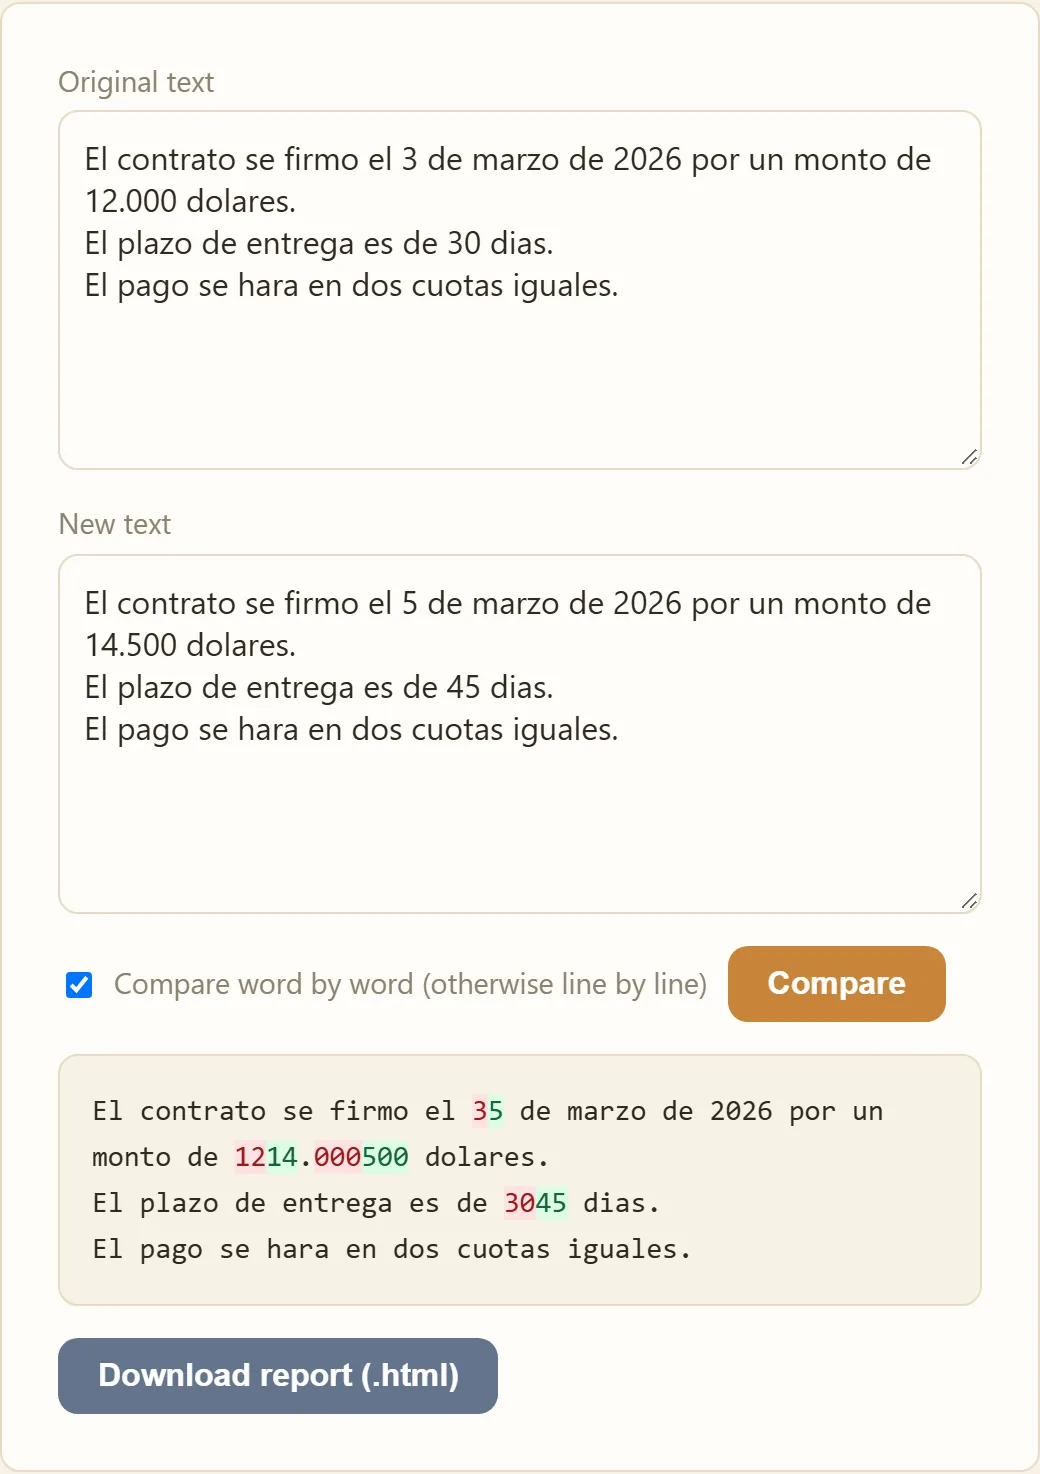 Original text
El contrato se firmo el 3 de marzo de 2026 por un monto de
12.000 dolares.
El plazo de entrega es de 30 dias.
El pago se hara en dos cuotas iguales.
New text
El contrato se firmo el 5 de marzo de 2026 por un monto de
14.500 dolares.
El plazo de entrega es de 45 dias.
El pago se hara en dos cuotas iguales.
Compare word by word (otherwise line by line)
Compare
El contrato se firmo el 35 de marzo de 2026 por un
monto de 1214.000500 dolares.
El plazo de entrega es de 3045 dias.
El pago se hara en dos cuotas iguales.
Download report (.html)